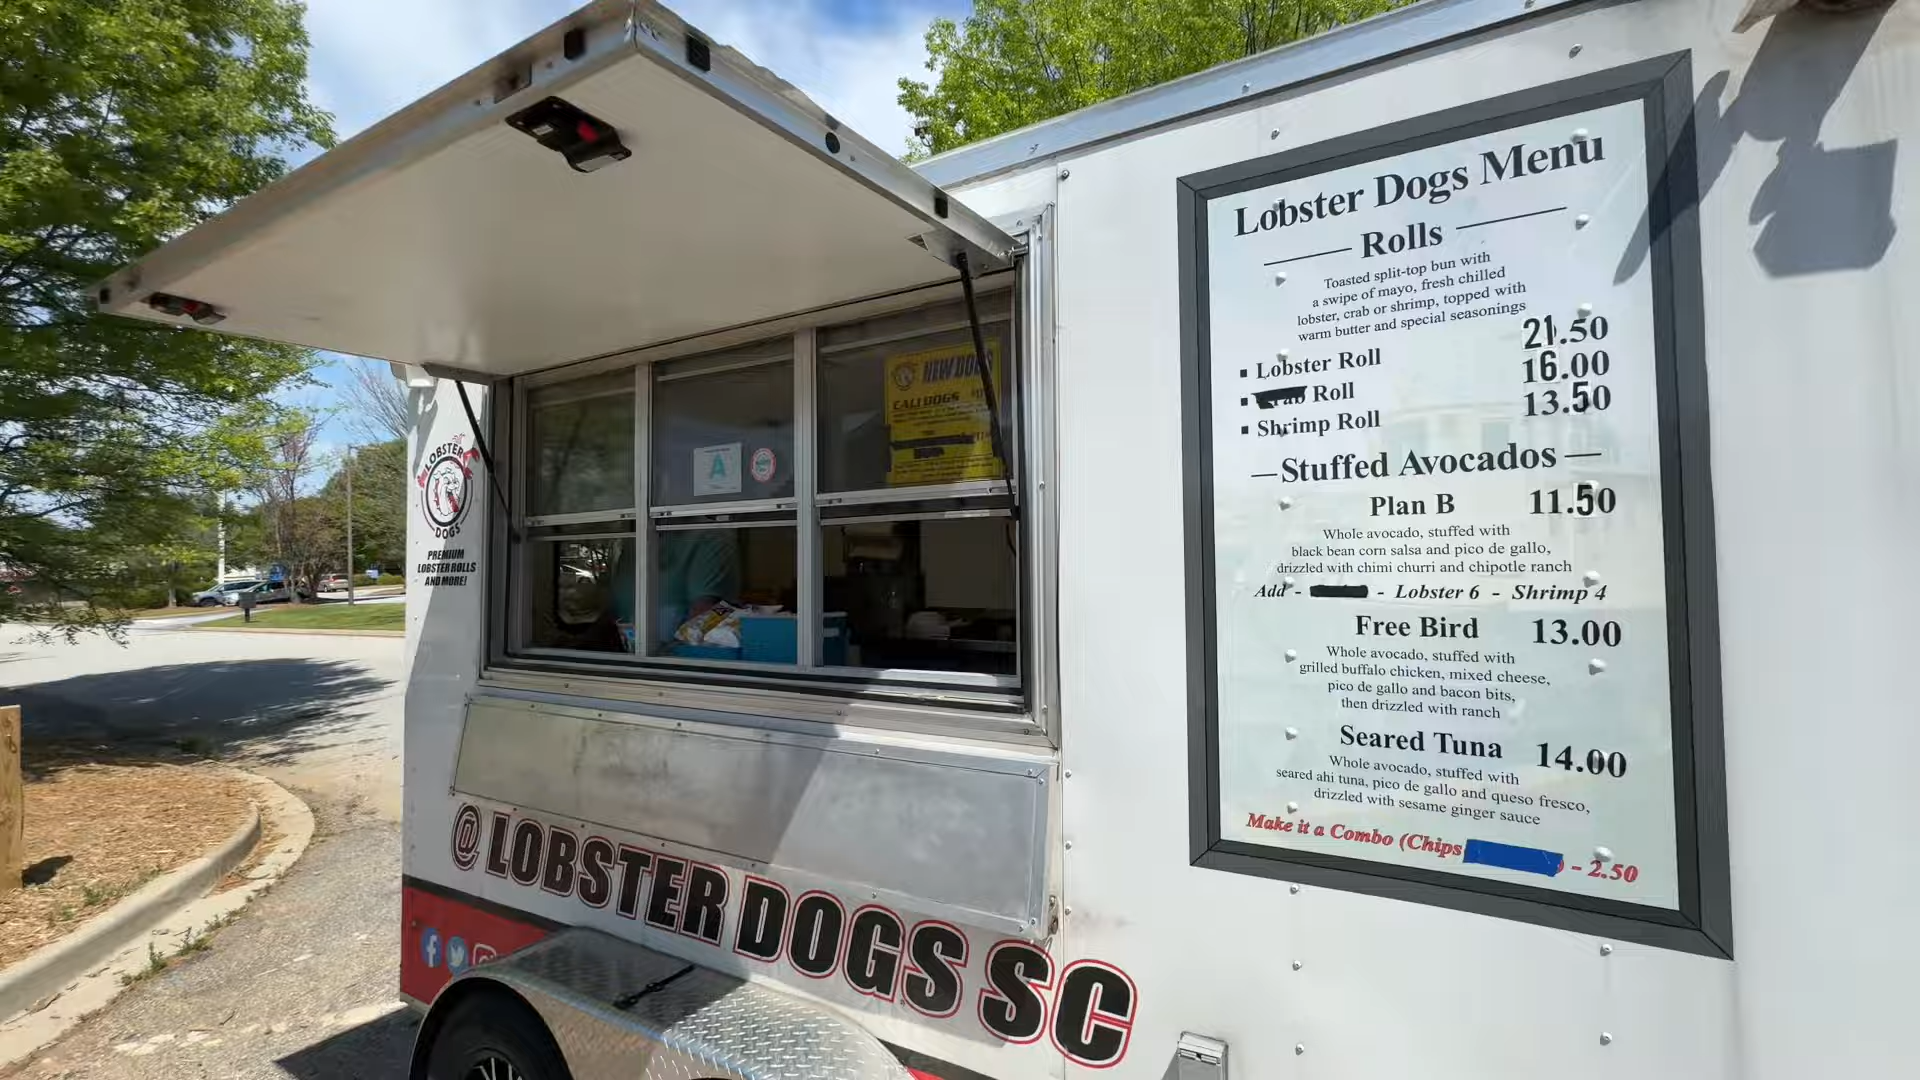 Lobster Dogs Menu
Rolls
Toasted split-top bun with
a swipe of mayo, fresh chilled
lobster, crab or shrimp, topped with
warm butter and special seasonings
Lobster Roll 21.50
Roll 16.00
Shrimp Roll 13.50
Stuffed Avocados
Plan B 11.50
Whole avocado, stuffed with
black bean corn salsa and pico de gallo,
drizzled with chimi churri and chipotle ranch
Add - - Lobster 6 - Shrimp 4
Free Bird 13.00
Whole avocado, stuffed with
grilled buffalo chicken, mixed cheese,
pico de gallo and bacon bits,
then drizzled with ranch
Seared Tuna 14.00
Whole avocado, stuffed with
seared ahi tuna, pico de gallo and queso fresco,
drizzled with sesame ginger sauce
Make it a Combo (Chips ) - 2.50
NEW DOGS
CALI DOGS
A
LOBSTER
DOGS
PREMIUM
LOBSTER ROLLS
AND MORE!
@ LOBSTER DOGS SC